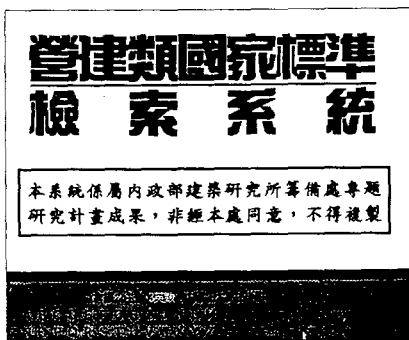 營建類國家標準
檢索系統
本系統係屬內政部建築研究所籌備處專題
研究計畫成果，非經本處同意，不得複製